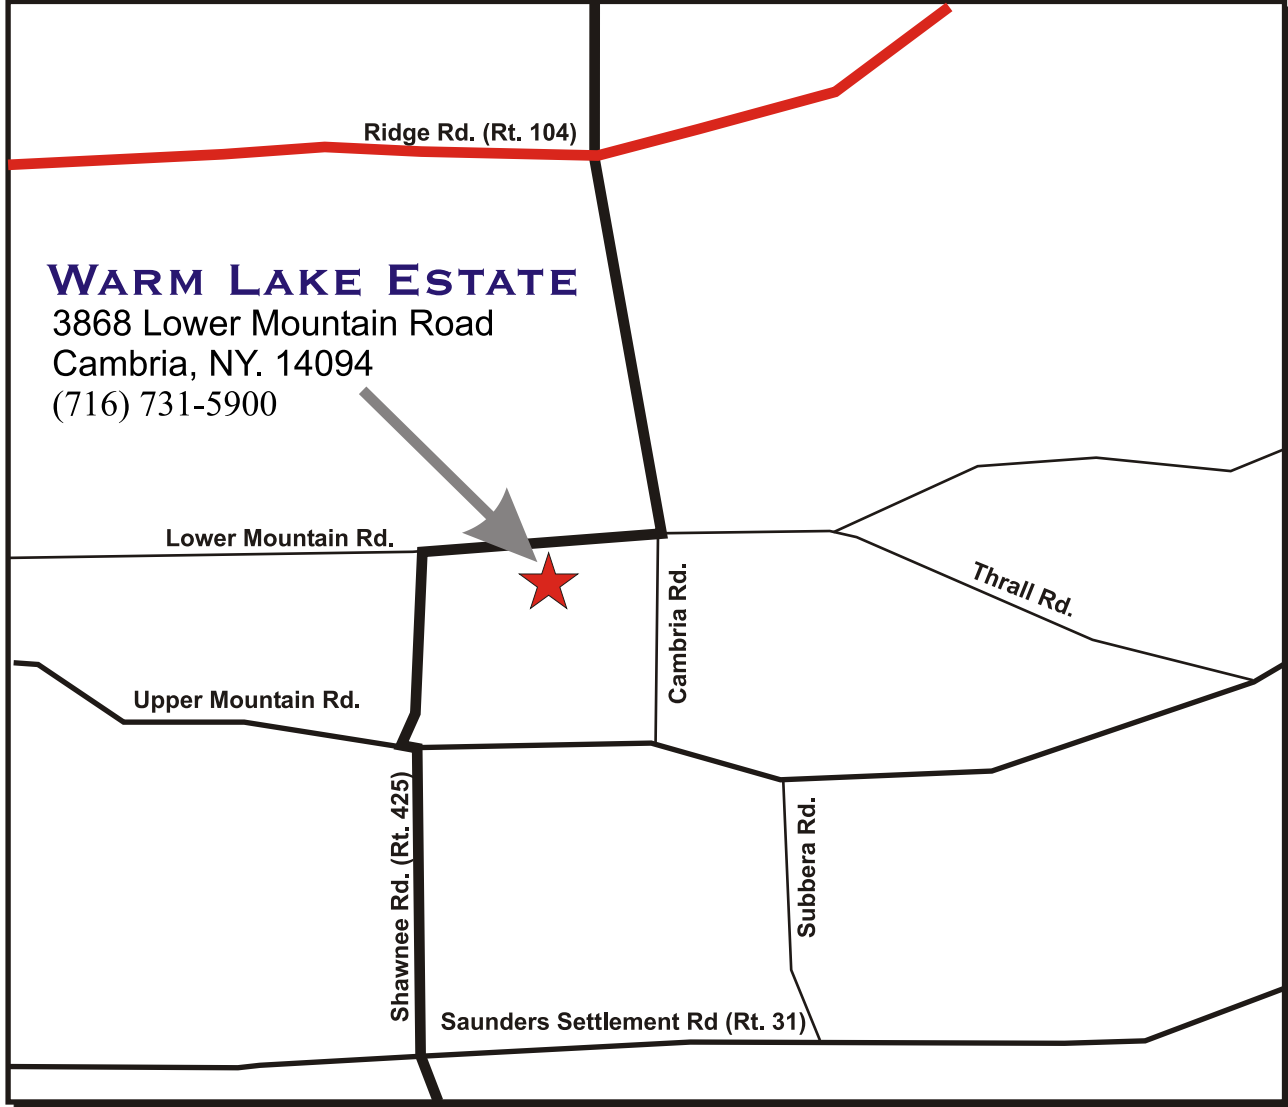 Ridge Rd. (Rt. 104)
WARM LAKE ESTATE
3868 Lower Mountain Road
Cambria, NY. 14094
(716) 731-5900
Lower Mountain Rd.
Thrall Rd.
Cambria Rd.
Upper Mountain Rd.
Shawnee Rd. (Rt. 425)
Subbera Rd.
Saunders Settlement Rd (Rt. 31)